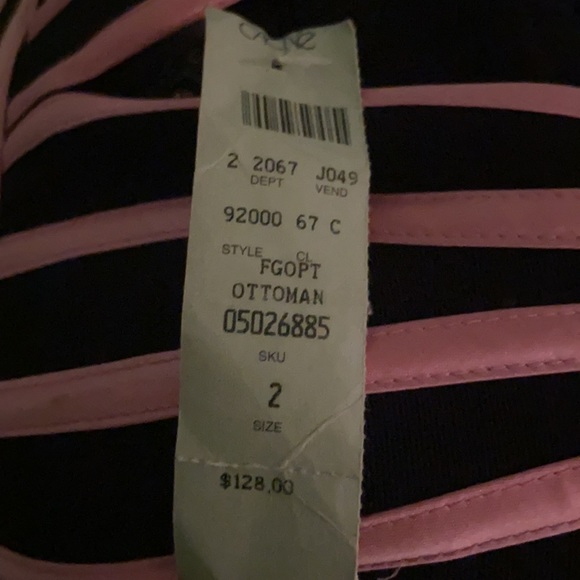 2 2067 J049
DEPT VEND
92000 67 C
STYLE CL
FGOPT
OTTOMAN
05026885
SKU
2
SIZE
$128.00